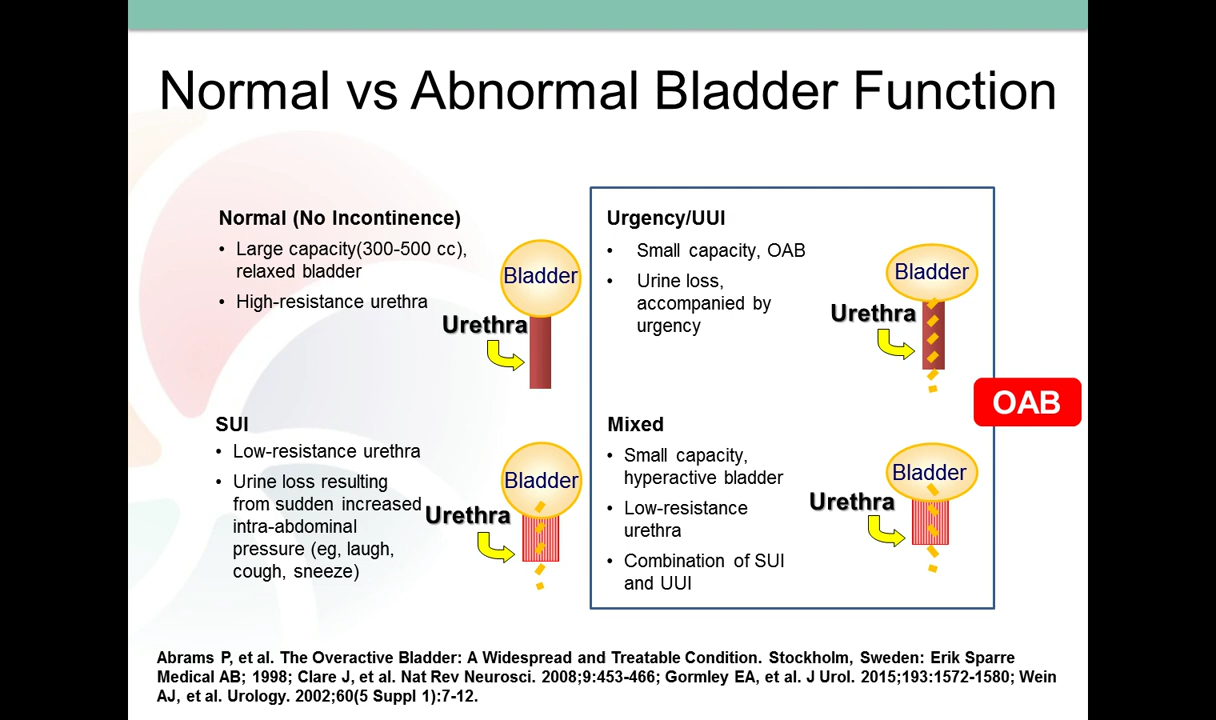 Normal vs Abnormal Bladder Function
Normal (No Incontinence)
• Large capacity(300-500 cc),
relaxed bladder
• High-resistance urethra
Bladder
Urethra
Urgency/UUI
• Small capacity, OAB
• Urine loss,
accompanied by
urgency
Bladder
Urethra
OAB
SUI
• Low-resistance urethra
• Urine loss resulting
from sudden increased
intra-abdominal
pressure (eg, laugh,
cough, sneeze)
Bladder
Urethra
Mixed
• Small capacity,
hyperactive bladder
• Low-resistance
urethra
• Combination of SUI
and UUI
Bladder
Urethra
Abrams P, et al. The Overactive Bladder: A Widespread and Treatable Condition. Stockholm, Sweden: Erik Sparre
Medical AB; 1998; Clare J, et al. Nat Rev Neurosci. 2008;9:453-466; Gormley EA, et al. J Urol. 2015;193:1572-1580; Wein
AJ, et al. Urology. 2002;60(5 Suppl 1):7-12.